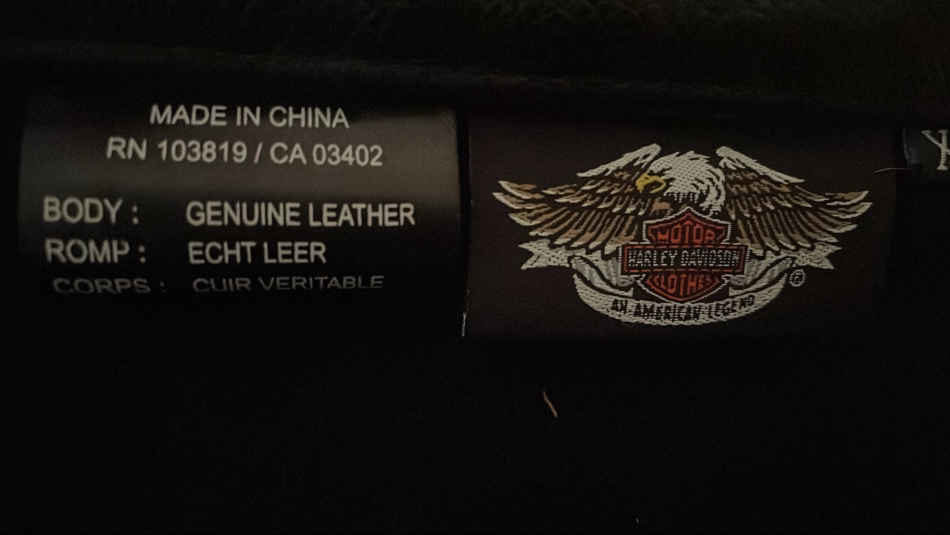 MADE IN CHINA
RN 103819 / CA 03402
BODY : GENUINE LEATHER
ROMP : ECHT LEER
CORPS : CUIR VERITABLE
MOTOR
HARLEY DAVIDSON
CLOTHES
®
AN AMERICAN LEGEND